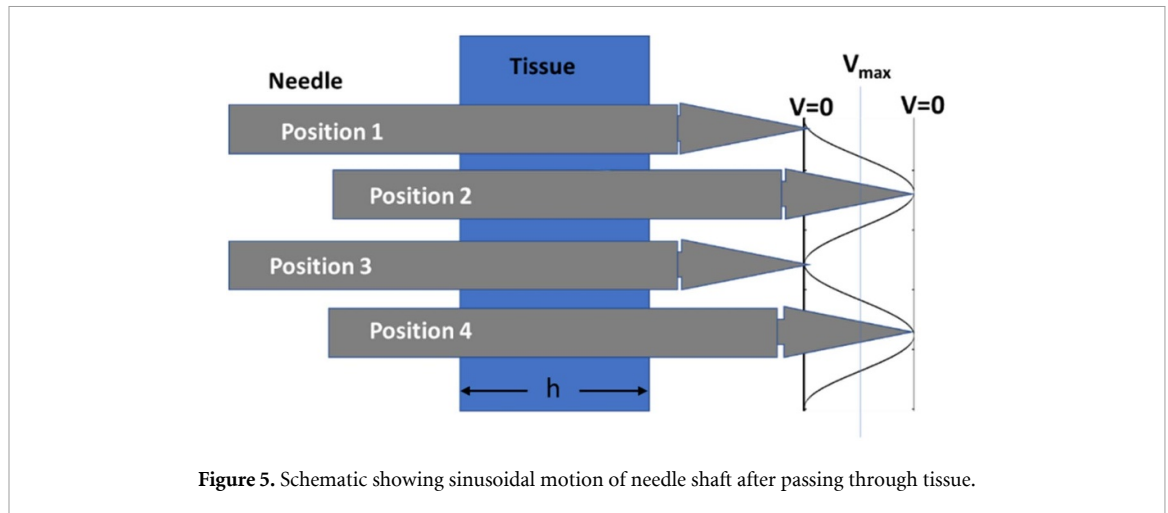 Tissue
Needle
V_max
V=0 V=0
Position 1
Position 2
Position 3
Position 4
h
Figure 5. Schematic showing sinusoidal motion of needle shaft after passing through tissue.